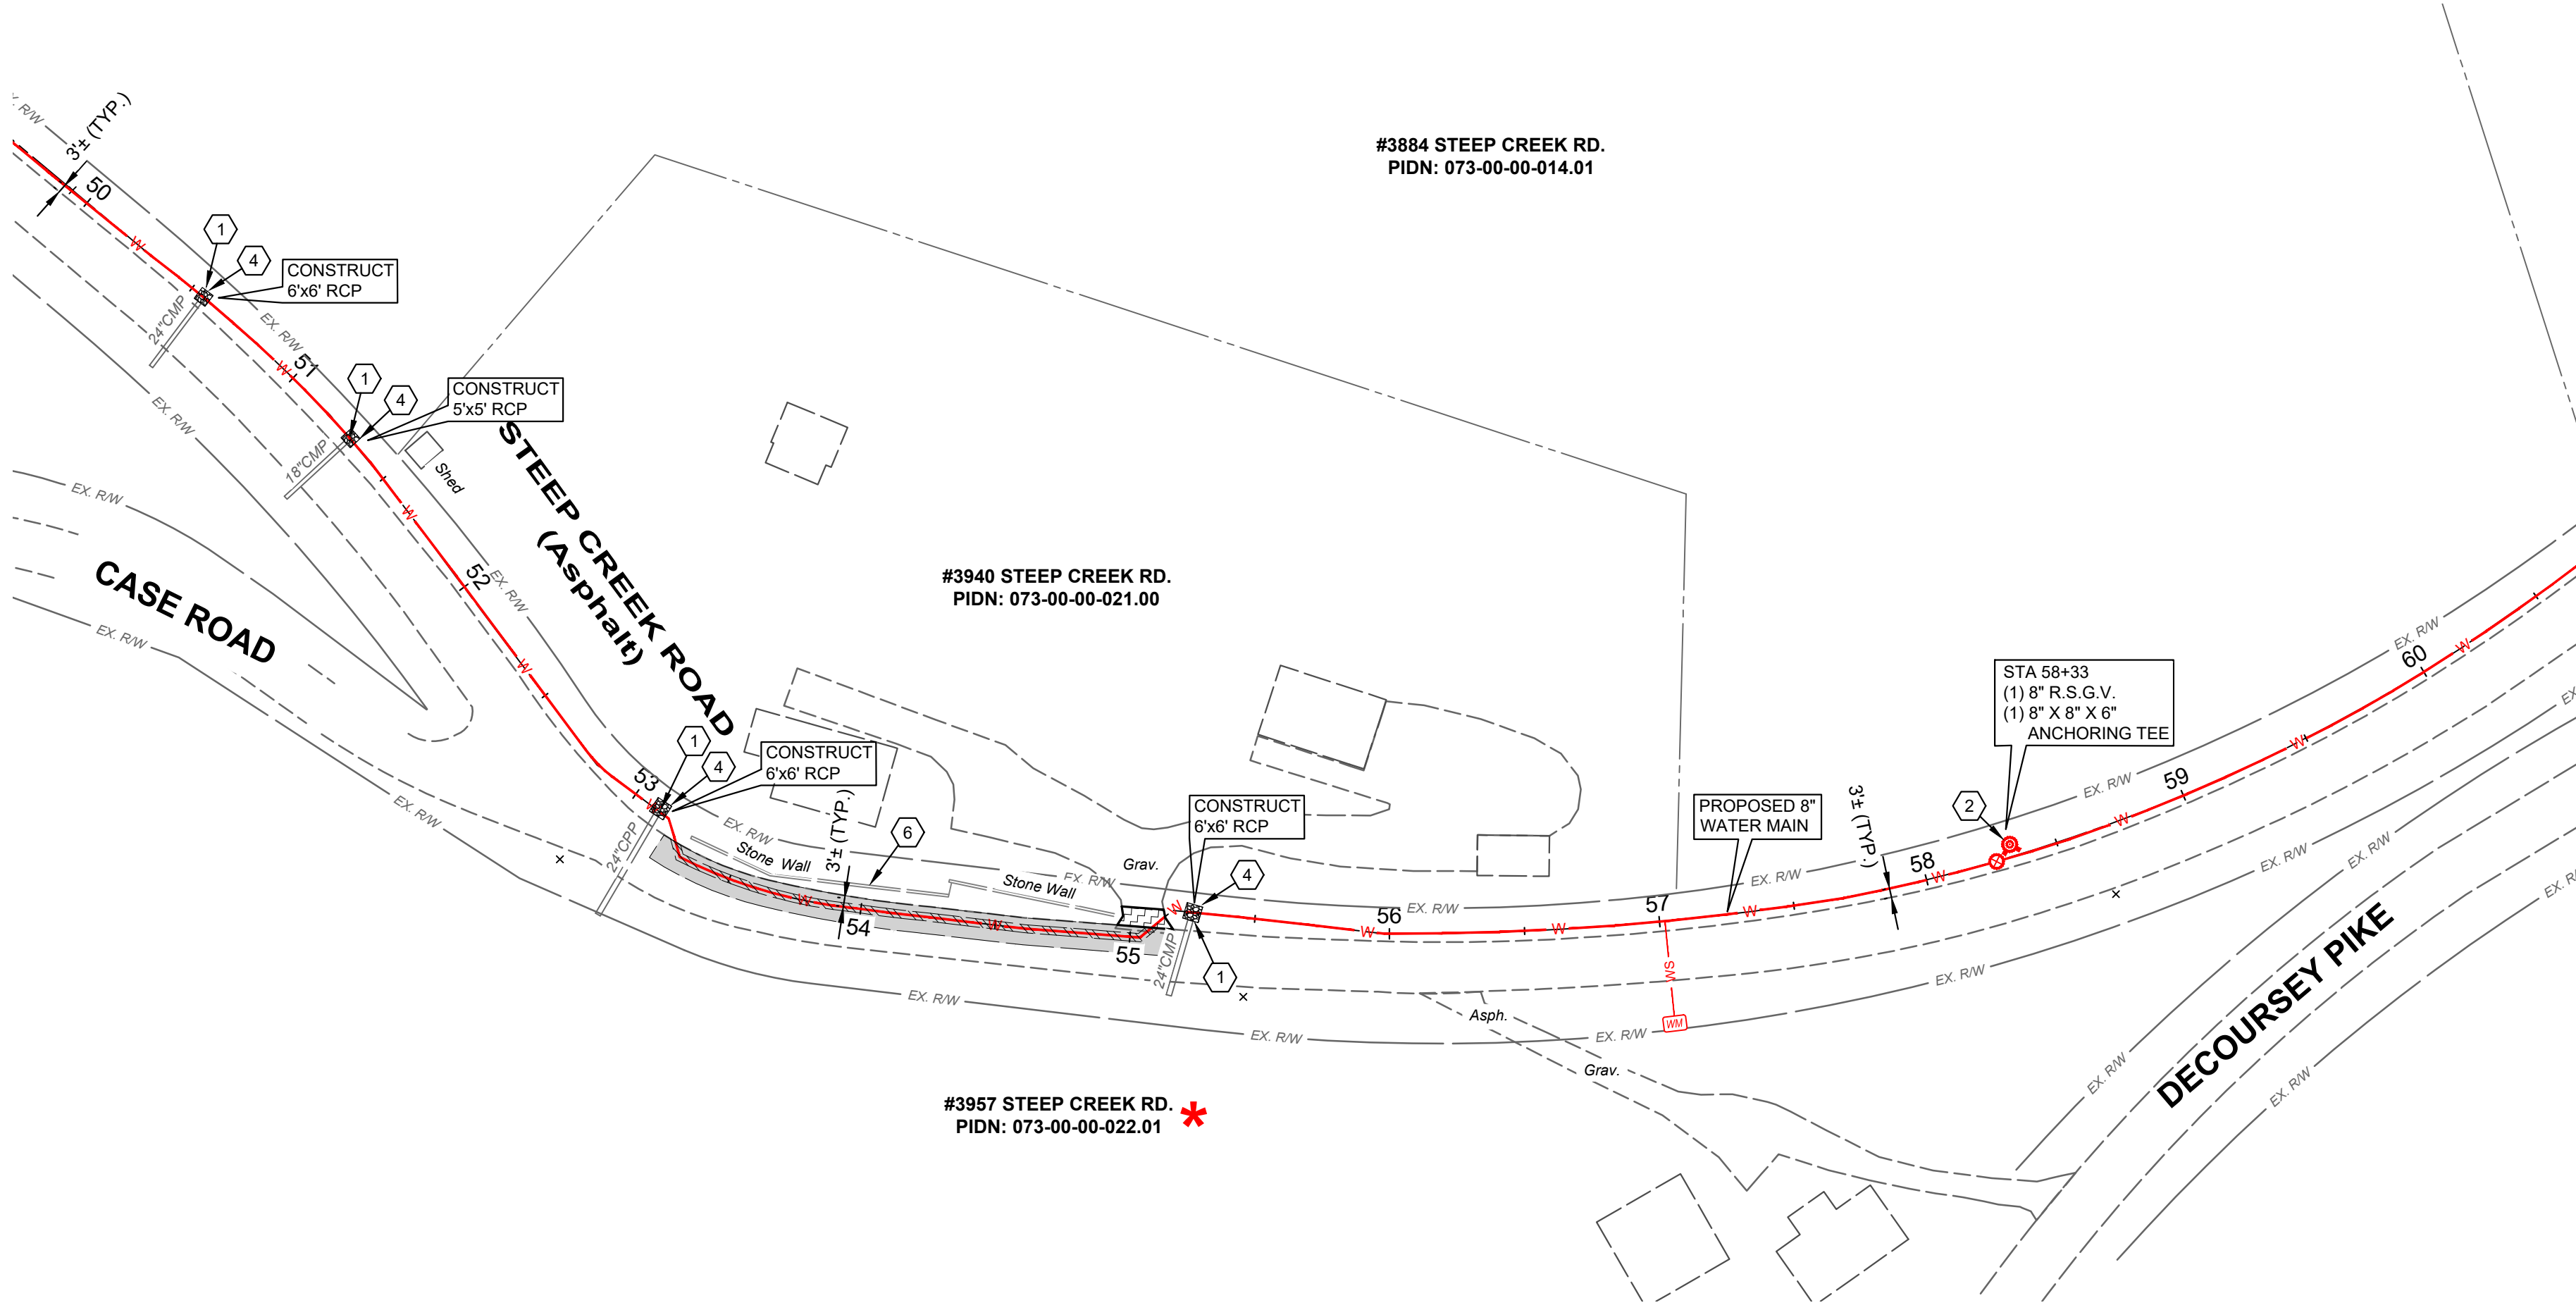 EX. R/W
3'± (TYP.)
50
W
1
4
CONSTRUCT
6'x6' RCP
24"CMP
EX. R/W
W
51
1
4
CONSTRUCT
5'x5' RCP
18"CMP
Shed
EX. R/W
EX. R/W
W
STEEP CREEK ROAD
(Asphalt)
52
EX. R/W
CASE ROAD
EX. R/W
W
#3884 STEEP CREEK RD.
PIDN: 073-00-00-014.01
#3940 STEEP CREEK RD.
PIDN: 073-00-00-021.00
1
4
CONSTRUCT
6'x6' RCP
53
W
EX. R/W
24"CPP
EX. R/W
Stone Wall
3'± (TYP.)
6
W
54
W
Stone Wall
EX. R/W
Grav.
55
W
CONSTRUCT
6'x6' RCP
4
1
24"CMP
EX. R/W
EX. R/W
56
W
EX. R/W
W
57
WS
WM
EX. R/W
Asph.
Grav.
PROPOSED 8"
WATER MAIN
W
EX. R/W
3'± (TYP.)
58
W
2
STA 58+33
(1) 8" R.S.G.V.
(1) 8" X 8" X 6"
ANCHORING TEE
EX. R/W
W
59
W
EX. R/W
60
W
EX. R/W
EX. R/W
EX. R/W
EX. R/W
EX. R/W
DECOURSEY PIKE
EX. R/W
#3957 STEEP CREEK RD. *
PIDN: 073-00-00-022.01